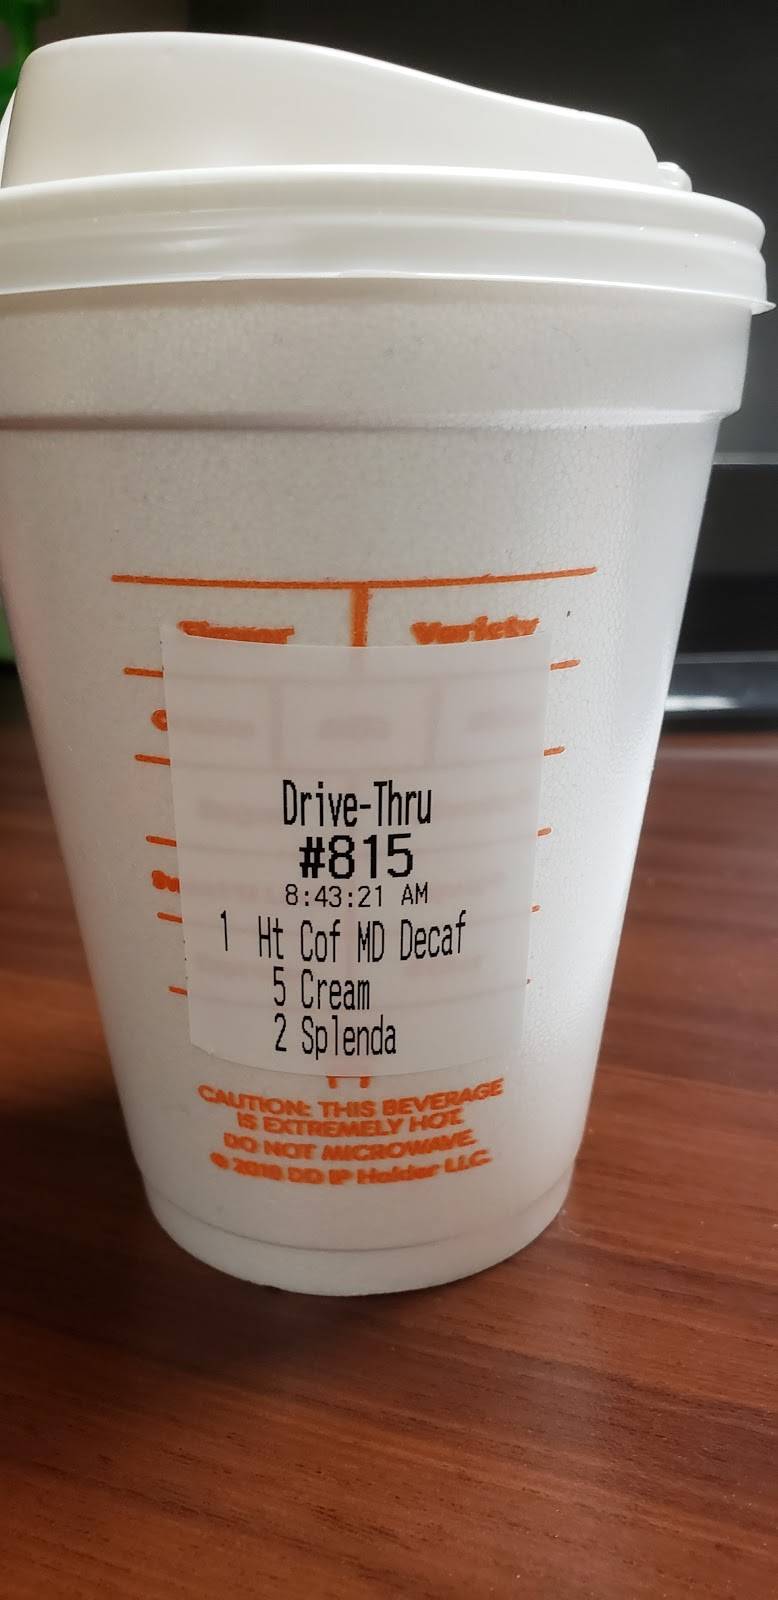 Variety
Drive-Thru
#815
8:43:21 AM
1 Ht Cof MD Decaf
5 Cream
2 Splenda
CAUTION: THIS BEVERAGE
IS EXTREMELY HOT.
DO NOT MICROWAVE.
© 2018 DD IP Holder LLC